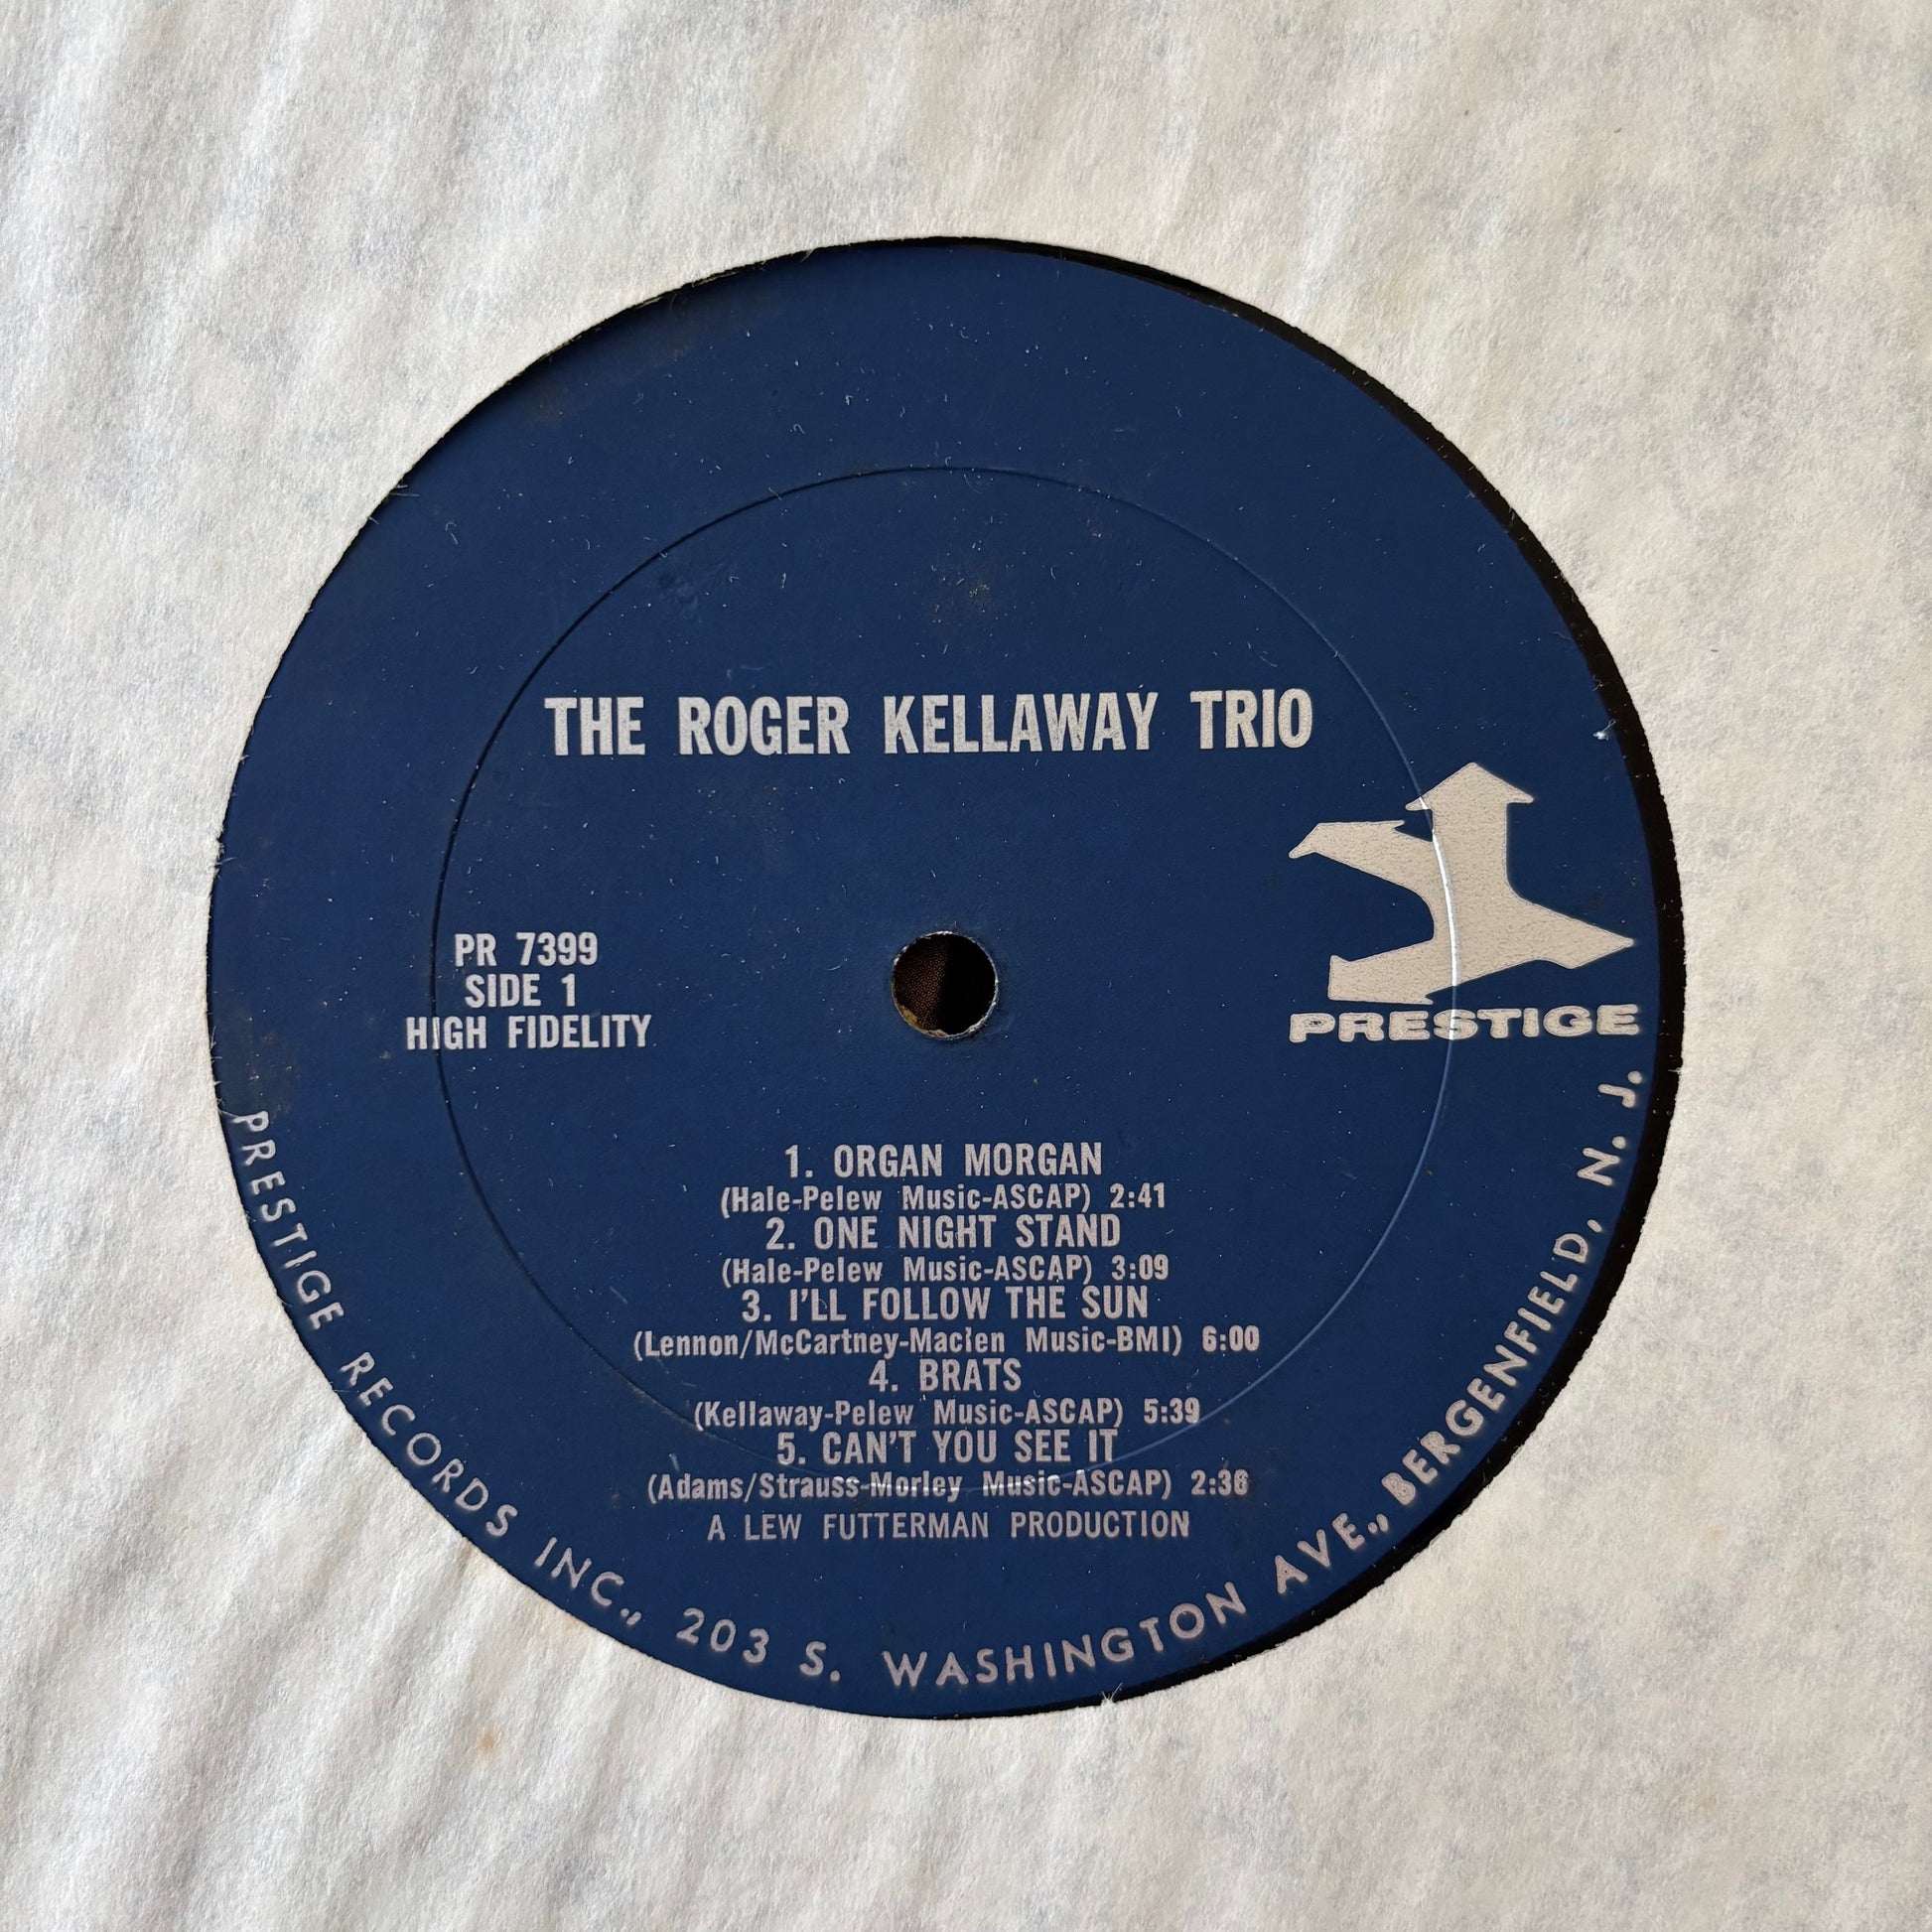 THE ROGER KELLAWAY TRIO
PR 7399
SIDE 1
HIGH FIDELITY
PRESTIGE
1. ORGAN MORGAN
(Hale-Pelew Music-ASCAP) 2:41
2. ONE NIGHT STAND
(Hale-Pelew Music-ASCAP) 3:09
3. I'LL FOLLOW THE SUN
(Lennon/McCartney-Maclen Music-BMI) 6:00
4. BRATS
(Kellaway-Pelew Music-ASCAP) 5:39
5. CAN'T YOU SEE IT
(Adams/Strauss-Morley Music-ASCAP) 2:36
A LEW FUTTERMAN PRODUCTION
PRESTIGE RECORDS INC., 203 S. WASHINGTON AVE., BERGENFIELD, N. J.